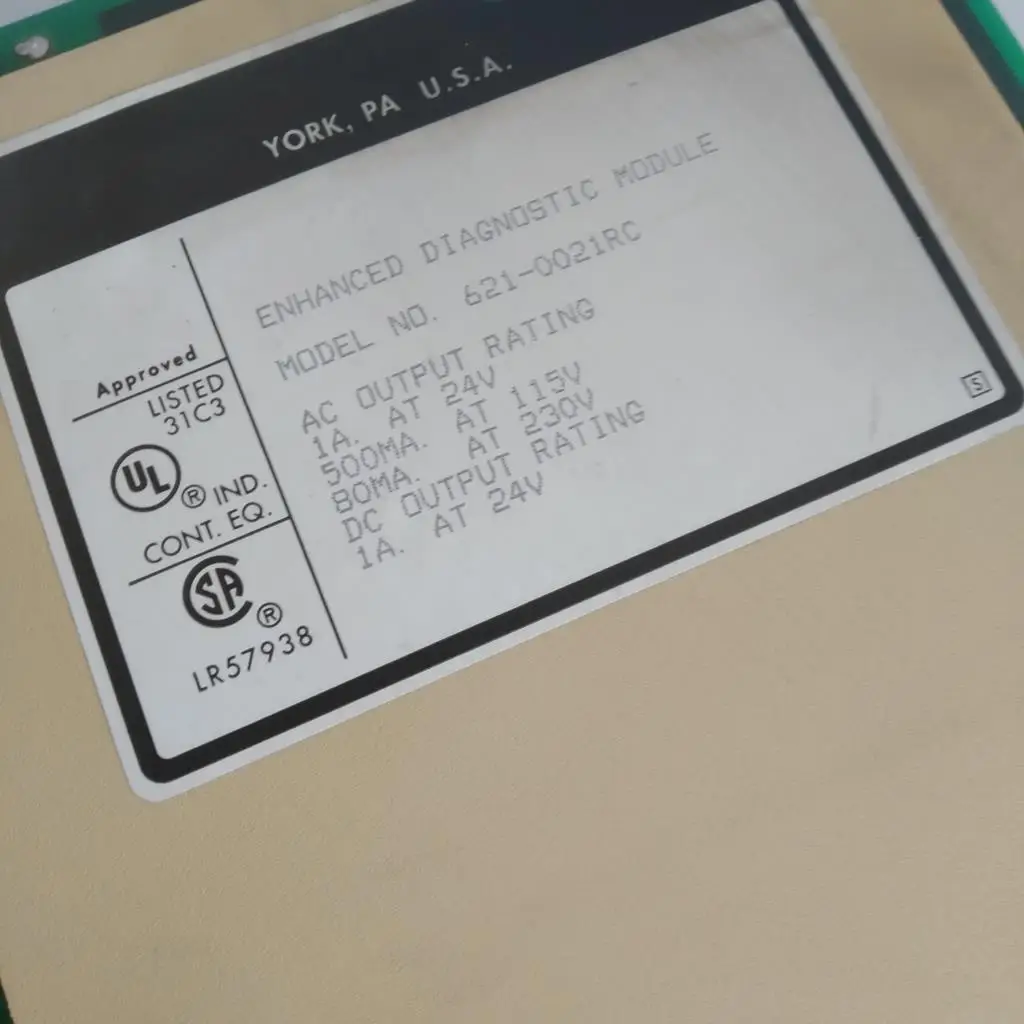 YORK, PA U.S.A.
ENHANCED DIAGNOSTIC MODULE
MODEL NO. 621-0021RC
AC OUTPUT RATING
1A. AT 24V
500MA. AT 115V
80MA. AT 230V
DC OUTPUT RATING
1A. AT 24V
Approved
LISTED
31C3
UL ® IND.
CONT. EQ.
SA ®
LR57938
S